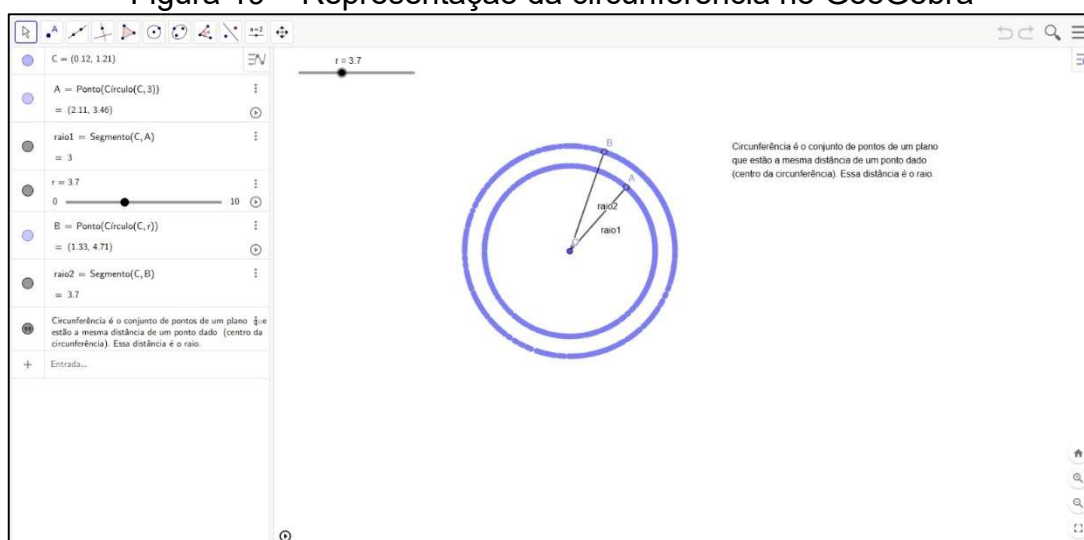 Figura 10 – Representação da circunferência no GeoGebra
C = (0.12, 1.21)
A = Ponto(Círculo(C, 3))
= (2.11, 3.46)
raio1 = Segmento(C, A)
= 3
r = 3.7
0
10
B = Ponto(Círculo(C, r))
= (1.33, 4.71)
raio2 = Segmento(C, B)
= 3.7
Circunferência é o conjunto de pontos de um plano
estão a mesma distância de um ponto dado (centro da
circunferência). Essa distância é o raio.
Entrada...
r = 3.7
B
A
raio2
raio1
Circunferência é o conjunto de pontos de um plano
que estão a mesma distância de um ponto dado
(centro da circunferência). Essa distância é o raio.